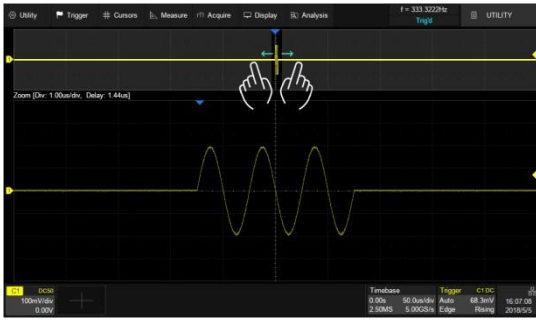 Utility Trigger Cursors Measure Acquire Display Analysis
f = 333.3222Hz
Trig'd
UTILITY
Zoom [Div: 1.00us/div, Delay: 1.44us]
C1 DC50
100mV/div
0.00V
Timebase
0.00s 50.0us/div
2.50MS 5.00GS/s
Trigger C1 DC
Auto 68.3mV
Edge Rising
16:07:08
2018/5/5